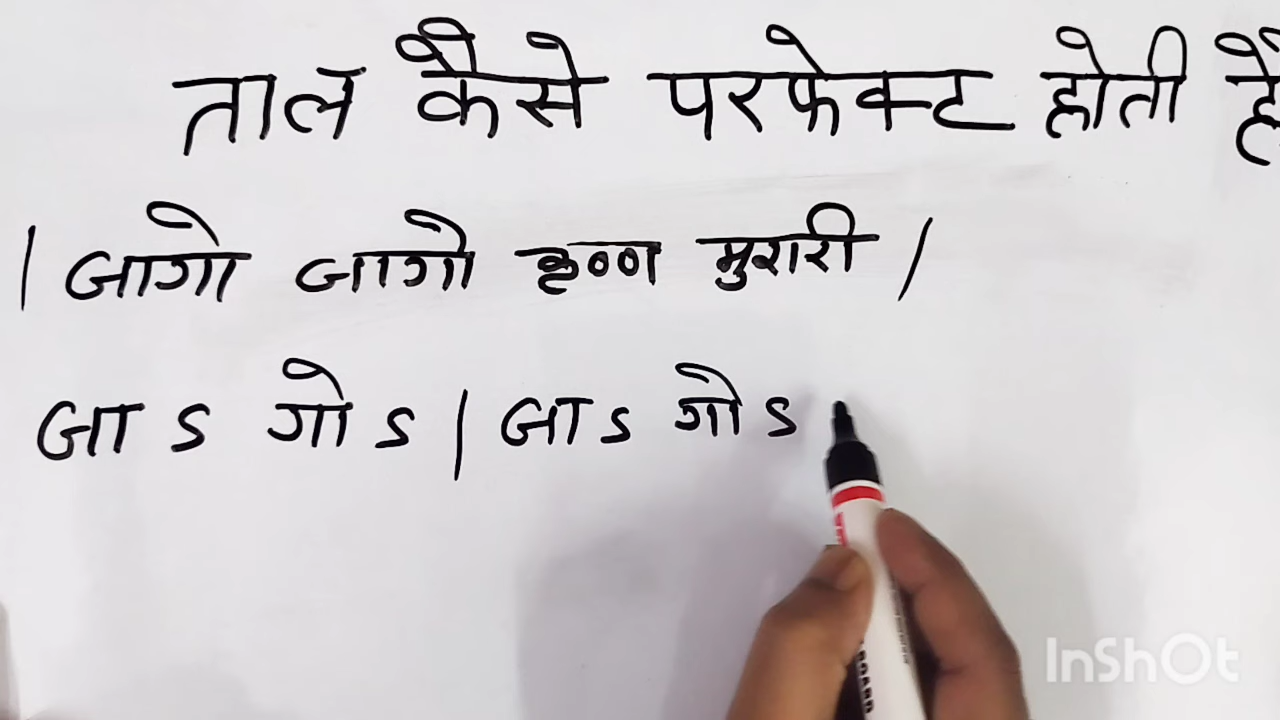 ताल कैसे परफेक्ट होती है
| जागो जागो कृष्ण मुरारी |
जा ऽ गो ऽ | जा ऽ गो ऽ
InShOt